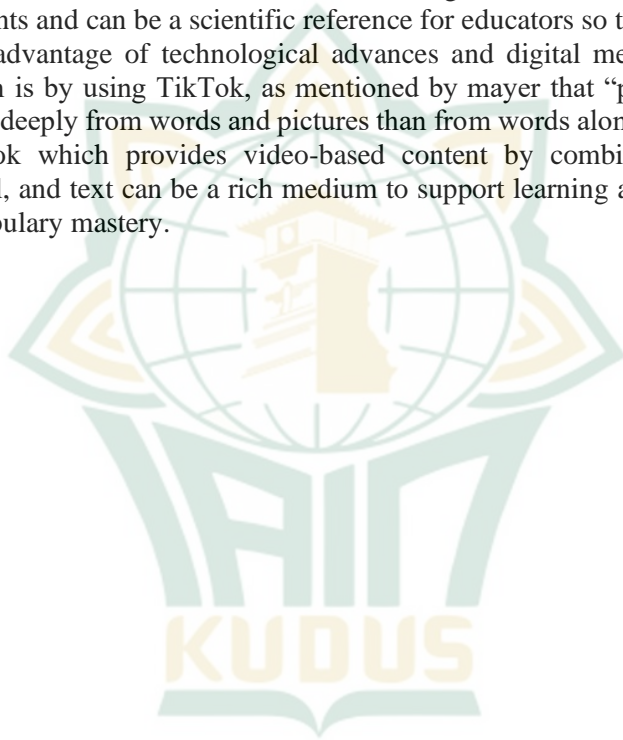 nts and can be a scientific reference for educators so t
advantage of technological advances and digital me
n is by using TikTok, as mentioned by mayer that “p
deeply from words and pictures than from words alon
ok which provides video-based content by combi
l, and text can be a rich medium to support learning a
bulary mastery.
IAIN
KUDUS